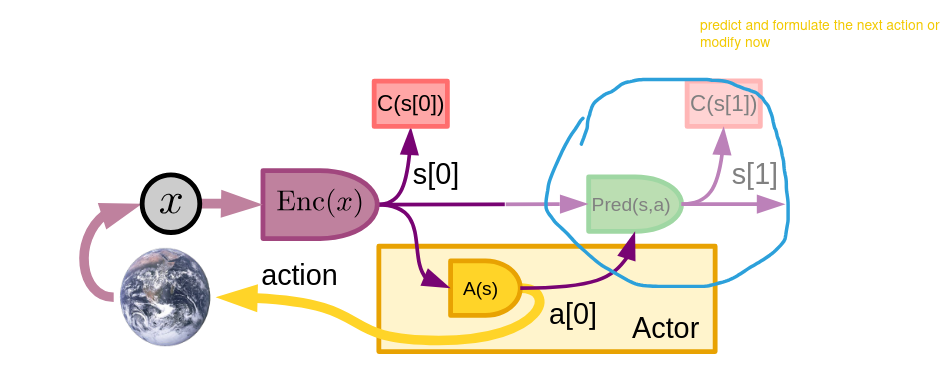 predict and formulate the next action or
modify now
C(s[0])
C(s[1])
s[0]
s[1]
x
Enc(x)
Pred(s,a)
action
A(s)
a[0]
Actor